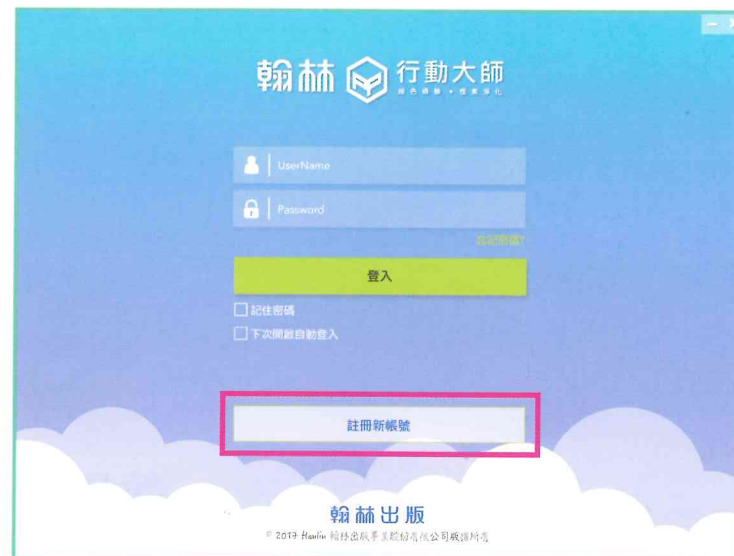 翰林 行動大師
UserName
Password
忘記密碼?
登入
記住密碼
下次開啟自動登入
註冊新帳號
翰林出版
© 2017 Hanlin 翰林出版事業股份有限公司版權所有